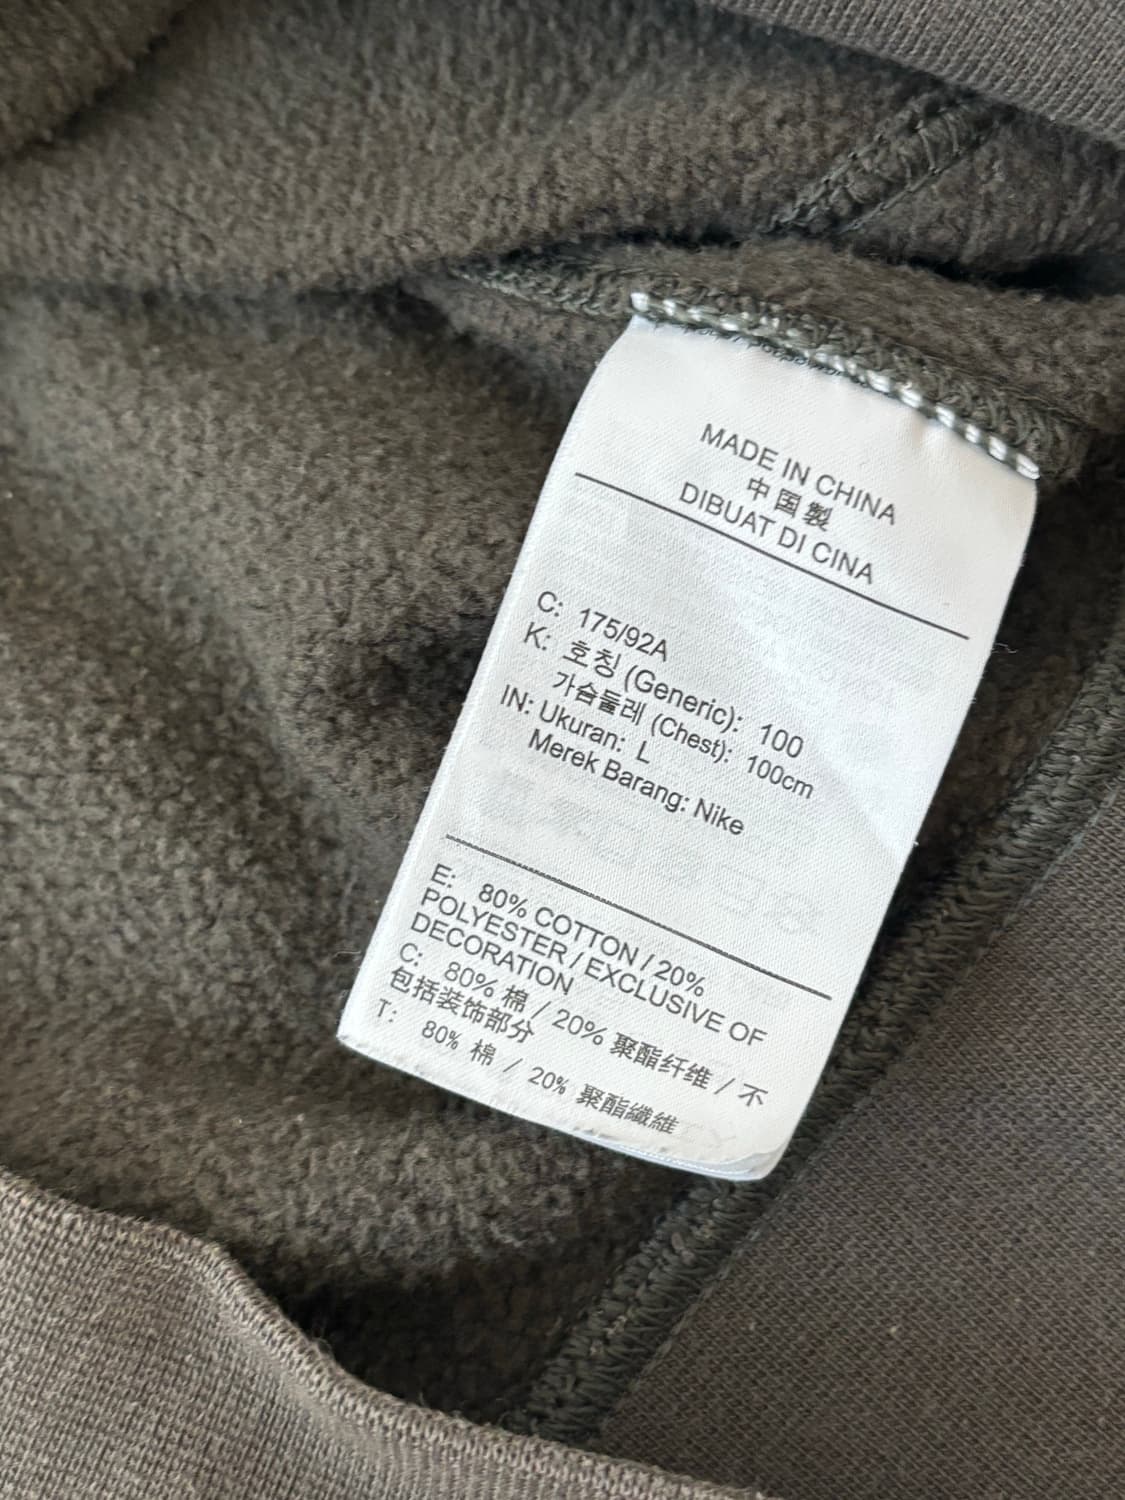 MADE IN CHINA
中国製
DIBUAT DI CINA
C: 175/92A
K: 호칭 (Generic): 100
가슴둘레 (Chest): 100cm
IN: Ukuran: L
Merek Barang: Nike
E: 80% COTTON / 20%
POLYESTER / EXCLUSIVE OF
DECORATION
C: 80% 棉 / 20% 聚酯纤维 / 不
包括装饰部分
T: 80% 棉 / 20% 聚酯纖維